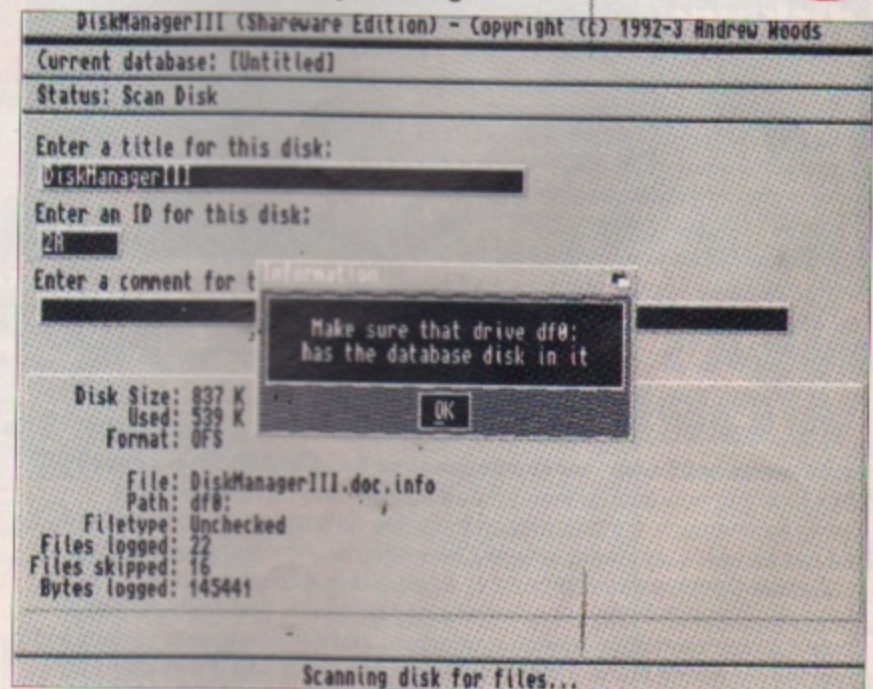 DiskManagerIII (Shareware Edition) - Copyright (c) 1992-3 Andrew Woods
Current database: [Untitled]
Status: Scan Disk
Enter a title for this disk:
DiskManagerIII
Enter an ID for this disk:
2A
Enter a comment for t
Information
Make sure that drive df0:
has the database disk in it
OK
Disk Size: 837 K
Used: 539 K
Format: OFS
File: DiskManagerIII.doc.info
Path: df0:
Filetype: Unchecked
Files logged: 22
Files skipped: 16
Bytes logged: 145441
Scanning disk for files...